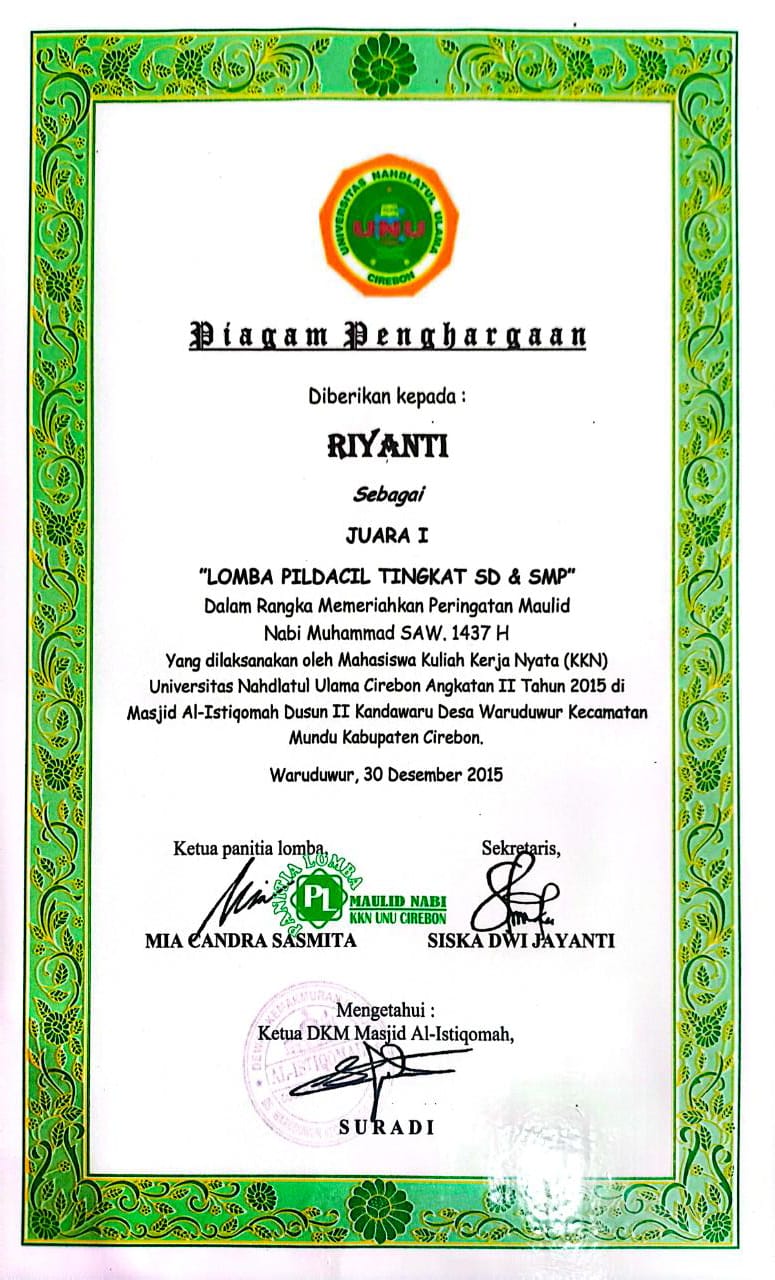 UNIVERSITAS NAHDLATUL ULAMA
UNU
CIREBON
Piagam Penghargaan
Diberikan kepada :
RIYANTI
Sebagai
JUARA I
"LOMBA PILDACIL TINGKAT SD & SMP"
Dalam Rangka Memeriahkan Peringatan Maulid
Nabi Muhammad SAW. 1437 H
Yang dilaksanakan oleh Mahasiswa Kuliah Kerja Nyata (KKN)
Universitas Nahdlatul Ulama Cirebon Angkatan II Tahun 2015 di
Masjid Al-Istiqomah Dusun II Kandawaru Desa Waruduwur Kecamatan
Mundu Kabupaten Cirebon.
Waruduwur, 30 Desember 2015
Ketua panitia lomba, Sekretaris,
PANITIA LOMBA
PL
MAULID NABI
KKN UNU CIREBON
MIA CANDRA SASMITA SISKA DWI JAYANTI
Mengetahui :
Ketua DKM Masjid Al-Istiqomah,
DEWAN KEMAKMURAN
AL-ISTIQOMAH
SURADI